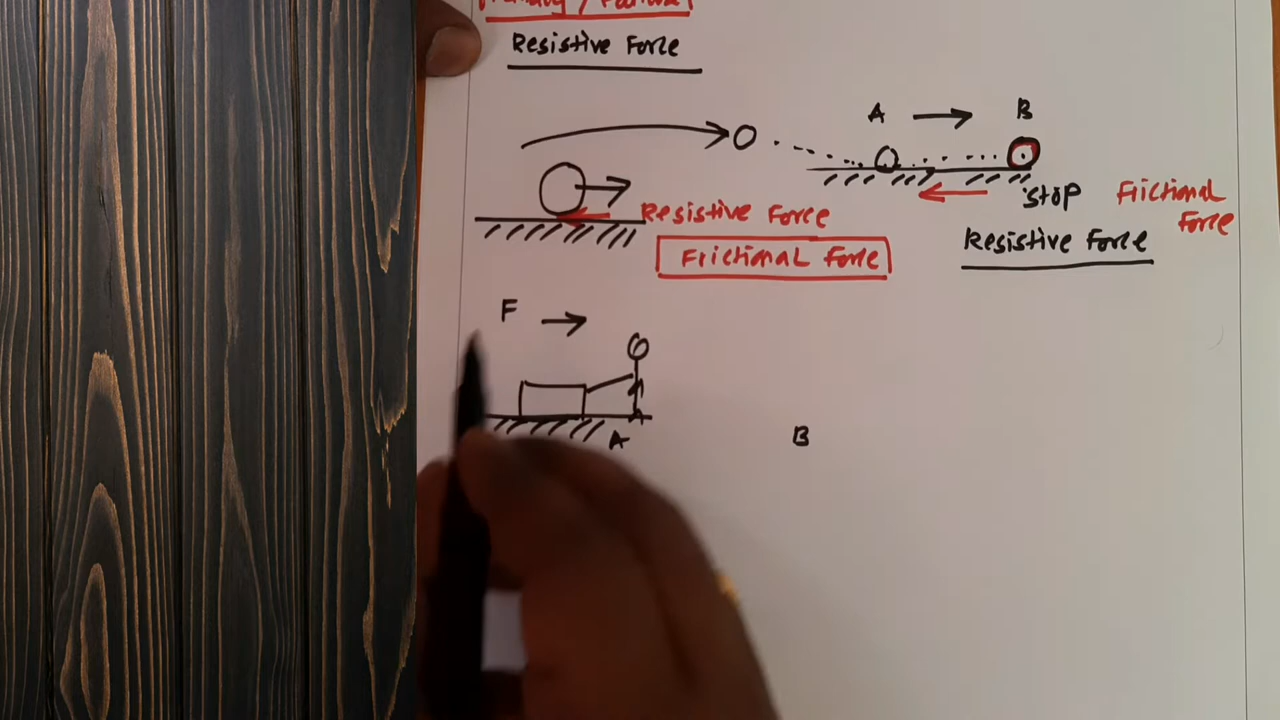 Resistive Force
A B
Resistive Force
Frictional Force
STOP
Frictional
Force
Resistive Force
F
A B